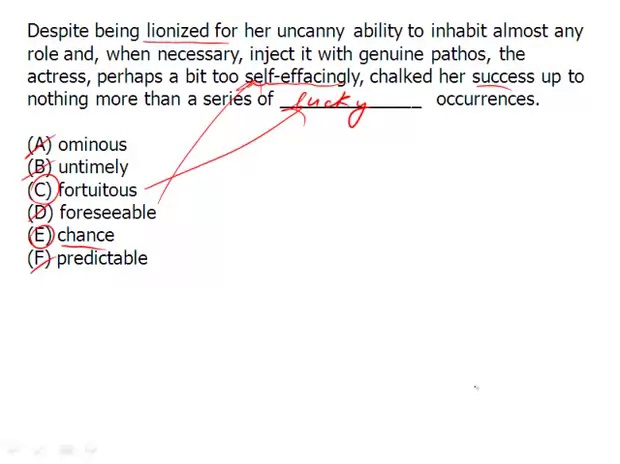 Despite being lionized for her uncanny ability to inhabit almost any
role and, when necessary, inject it with genuine pathos, the
actress, perhaps a bit too self-effacingly, chalked her success up to
nothing more than a series of lucky occurrences.
(A) ominous
(B) untimely
(C) fortuitous
(D) foreseeable
(E) chance
(F) predictable